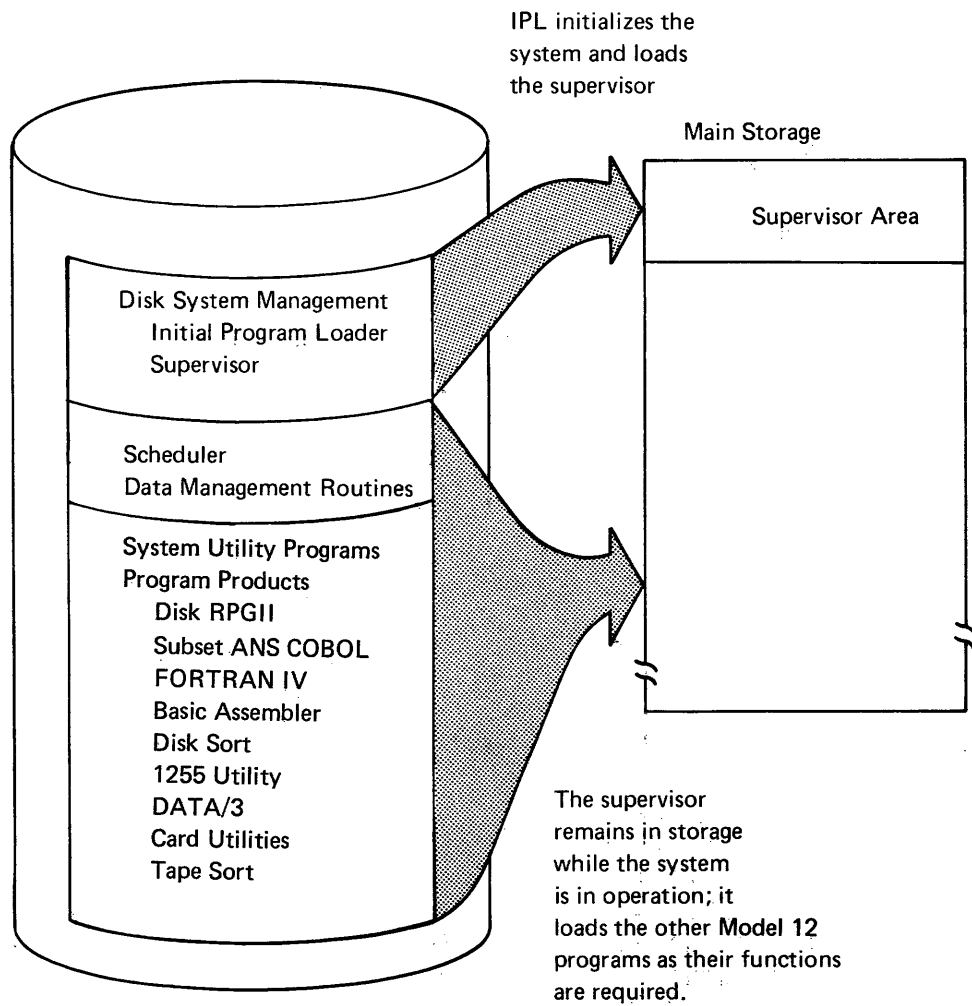 IPL initializes the
system and loads
the supervisor
Main Storage
Supervisor Area
Disk System Management
Initial Program Loader
Supervisor
Scheduler
Data Management Routines
System Utility Programs
Program Products
Disk RPGII
Subset ANS COBOL
FORTRAN IV
Basic Assembler
Disk Sort
1255 Utility
DATA/3
Card Utilities
Tape Sort
The supervisor
remains in storage
while the system
is in operation; it
loads the other Model 12
programs as their functions
are required.